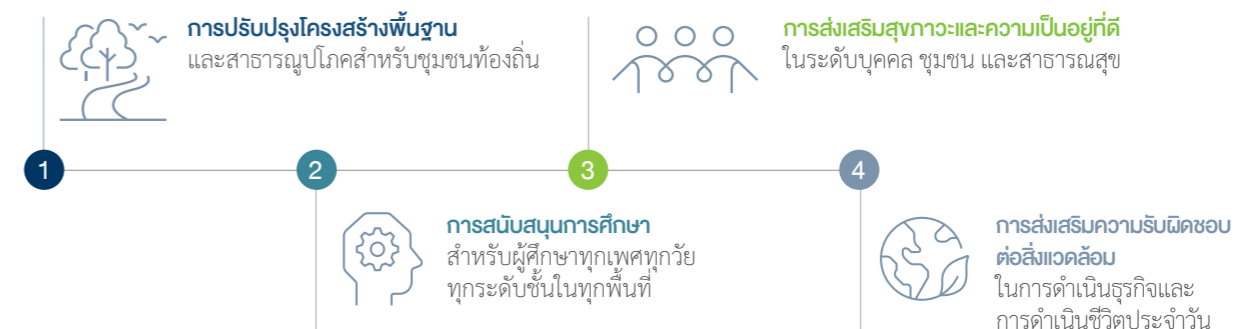 การปรับปรุงโครงสร้างพื้นฐาน
และสาธารณูปโภคสำหรับชุมชนท้องถิ่น
การส่งเสริมสุขภาวะและความเป็นอยู่ที่ดี
ในระดับบุคคล ชุมชน และสาธารณสุข
1
2
3
4
การสนับสนุนการศึกษา
สำหรับผู้ศึกษาทุกเพศทุกวัย
ทุกระดับชั้นในทุกพื้นที่
การส่งเสริมความรับผิดชอบ
ต่อสิ่งแวดล้อม
ในการดำเนินธุรกิจและ
การดำเนินชีวิตประจำวัน